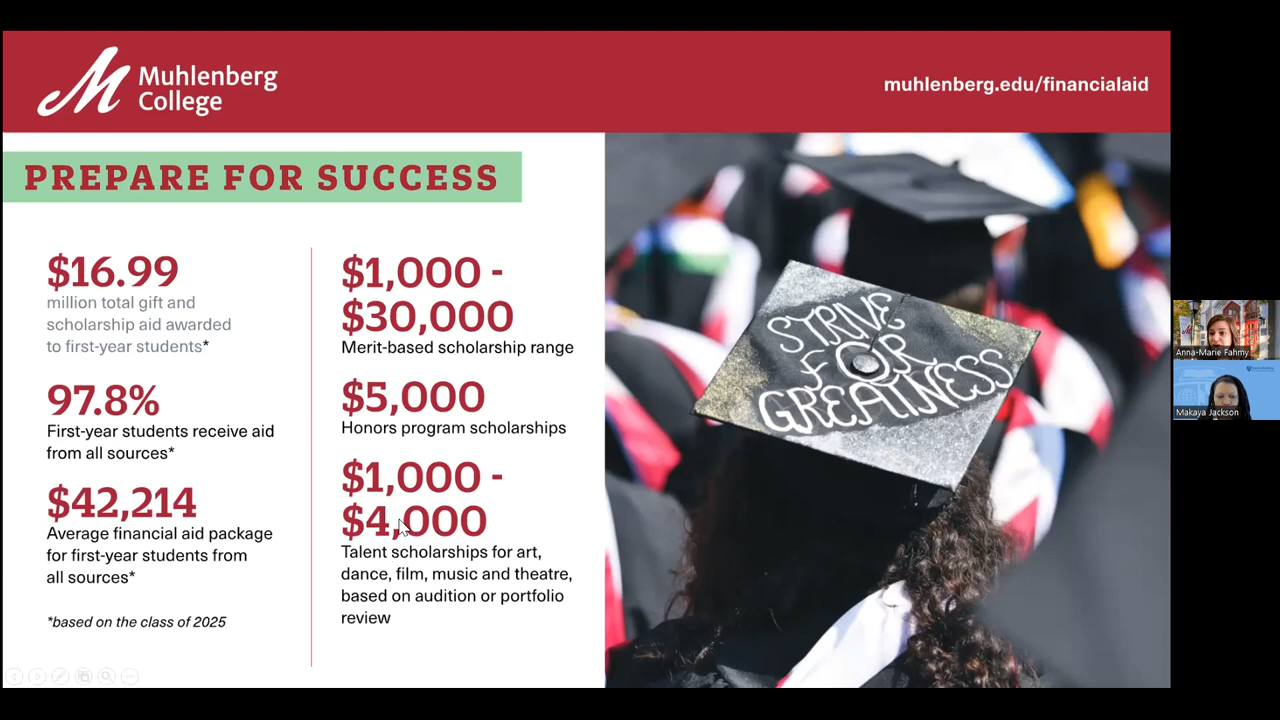 Muhlenberg
College
muhlenberg.edu/financialaid
PREPARE FOR SUCCESS
$16.99
million total gift and
scholarship aid awarded
to first-year students*
97.8%
First-year students receive aid
from all sources*
$42,214
Average financial aid package
for first-year students from
all sources*
*based on the class of 2025
$1,000 -
$30,000
Merit-based scholarship range
$5,000
Honors program scholarships
$1,000 -
$4,000
Talent scholarships for art,
dance, film, music and theatre,
based on audition or portfolio
review
STRIVE
FOR
GREATNESS
Anna-Marie Fahmy
Makaya Jackson